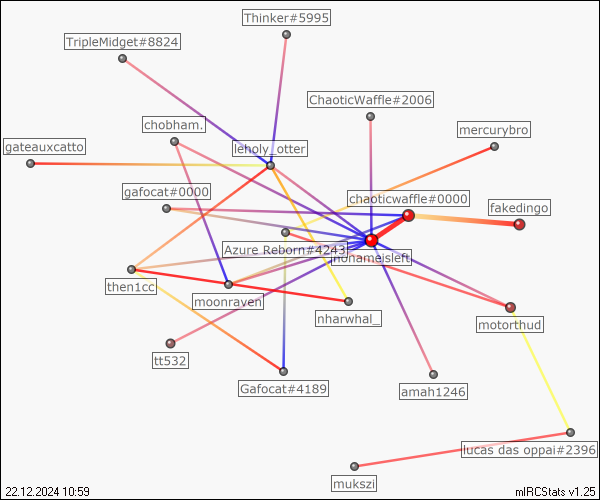 Thinker#5995
TripleMidget#8824
ChaoticWaffle#2006
chobham.
mercurybro
gateauxcatto
leholy_otter
gafocat#0000
chaoticwaffle#0000
fakedingo
Azure Reborn#4243
nonameisleft
then1cc
moonraven
nharwhal_
motorthud
tt532
Gafocat#4189
amah1246
lucas das oppai#2396
mukszi
22.12.2024 10:59
mIRCStats v1.25